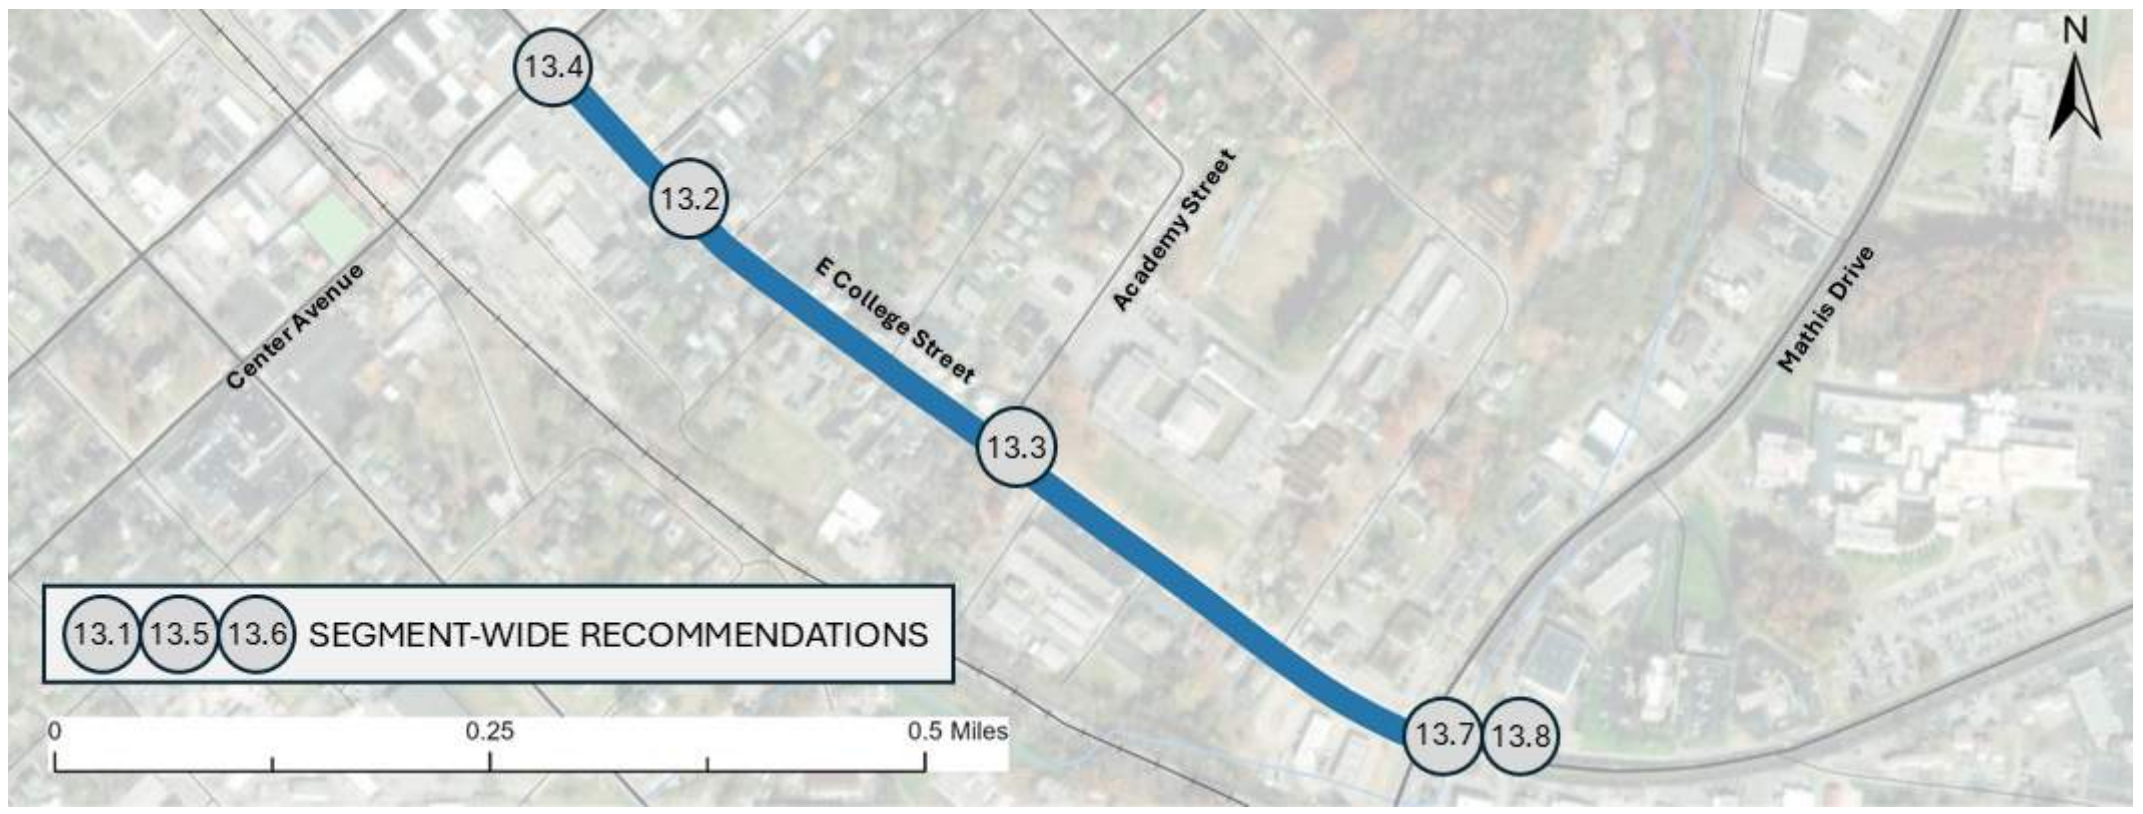 N
13.4
13.2
E College Street
Academy Street
Center Avenue
Mathis Drive
13.3
13.1 13.5 13.6 SEGMENT-WIDE RECOMMENDATIONS
13.7 13.8
0 0.25 0.5 Miles